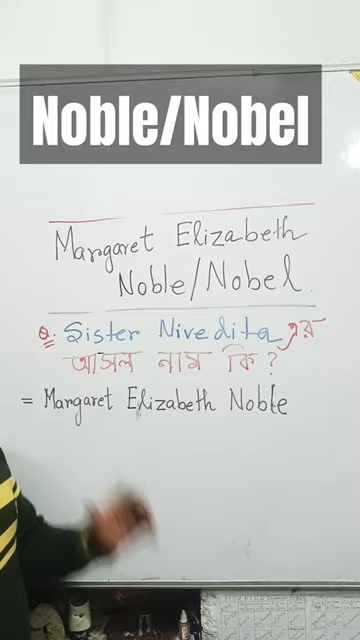 Noble/Nobel
Margaret Elizabeth
Noble/Nobel.
Q. Sister Nivedita এর
আসল নাম কি?
= Margaret Elizabeth Noble